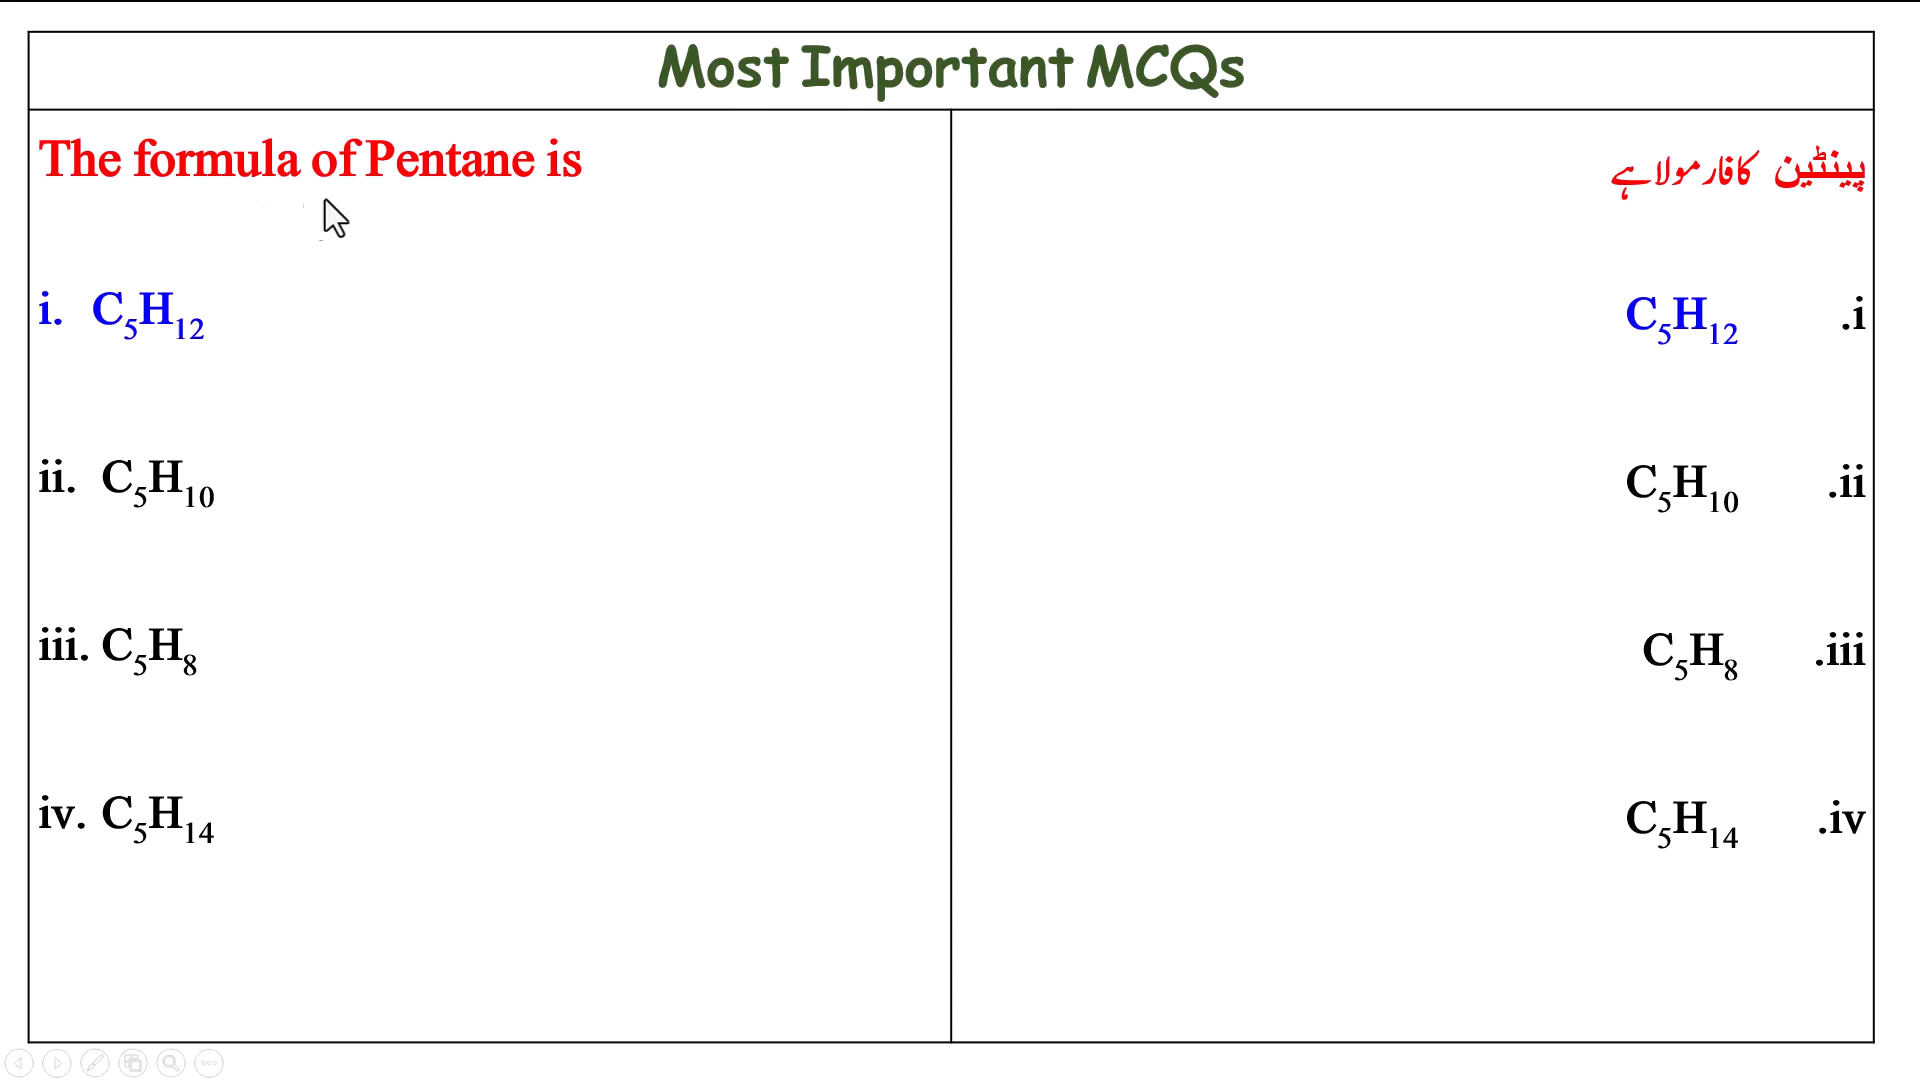 Most Important MCQs
The formula of Pentane is
i. C₅H₁₂
ii. C₅H₁₀
iii. C₅H₈
iv. C₅H₁₄
پینٹین کا فارمولا ہے
C₅H₁₂ .i
C₅H₁₀ .ii
C₅H₈ .iii
C₅H₁₄ .iv